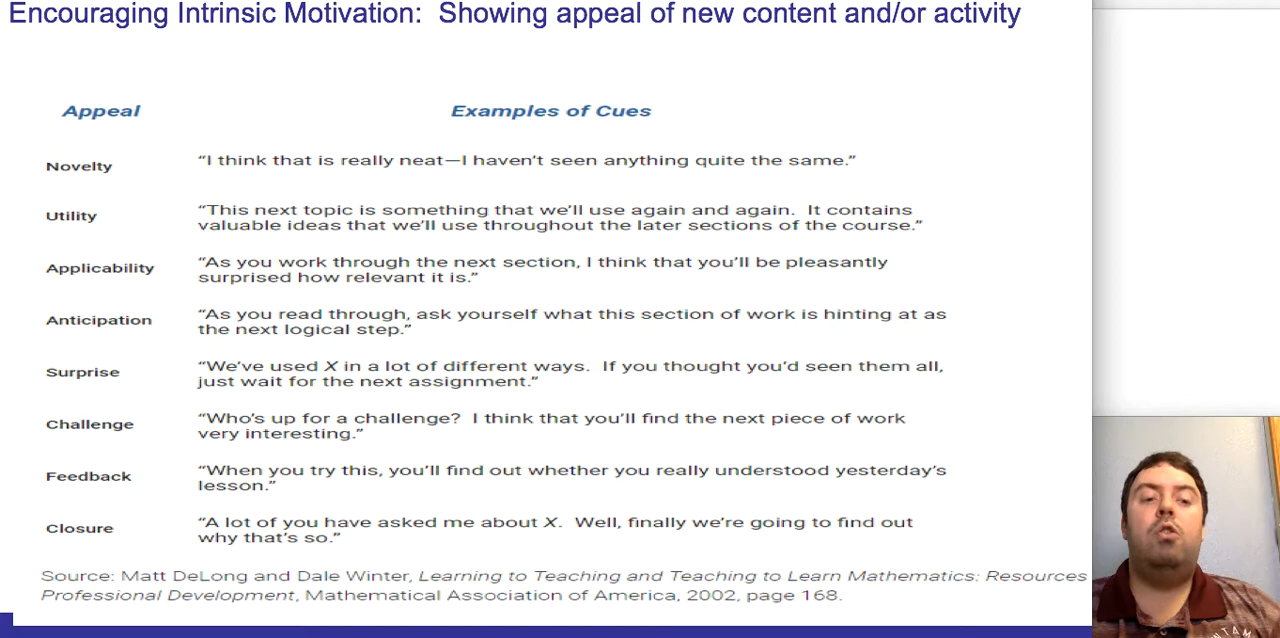 Encouraging Intrinsic Motivation: Showing appeal of new content and/or activity
Appeal Examples of Cues
Novelty “I think that is really neat—I haven’t seen anything quite the same.”
Utility “This next topic is something that we’ll use again and again. It contains
valuable ideas that we’ll use throughout the later sections of the course.”
Applicability “As you work through the next section, I think that you’ll be pleasantly
surprised how relevant it is.”
Anticipation “As you read through, ask yourself what this section of work is hinting at as
the next logical step.”
Surprise “We’ve used X in a lot of different ways. If you thought you’d seen them all,
just wait for the next assignment.”
Challenge “Who’s up for a challenge? I think that you’ll find the next piece of work
very interesting.”
Feedback “When you try this, you’ll find out whether you really understood yesterday’s
lesson.”
Closure “A lot of you have asked me about X. Well, finally we’re going to find out
why that’s so.”
Source: Matt DeLong and Dale Winter, Learning to Teaching and Teaching to Learn Mathematics: Resources
Professional Development, Mathematical Association of America, 2002, page 168.